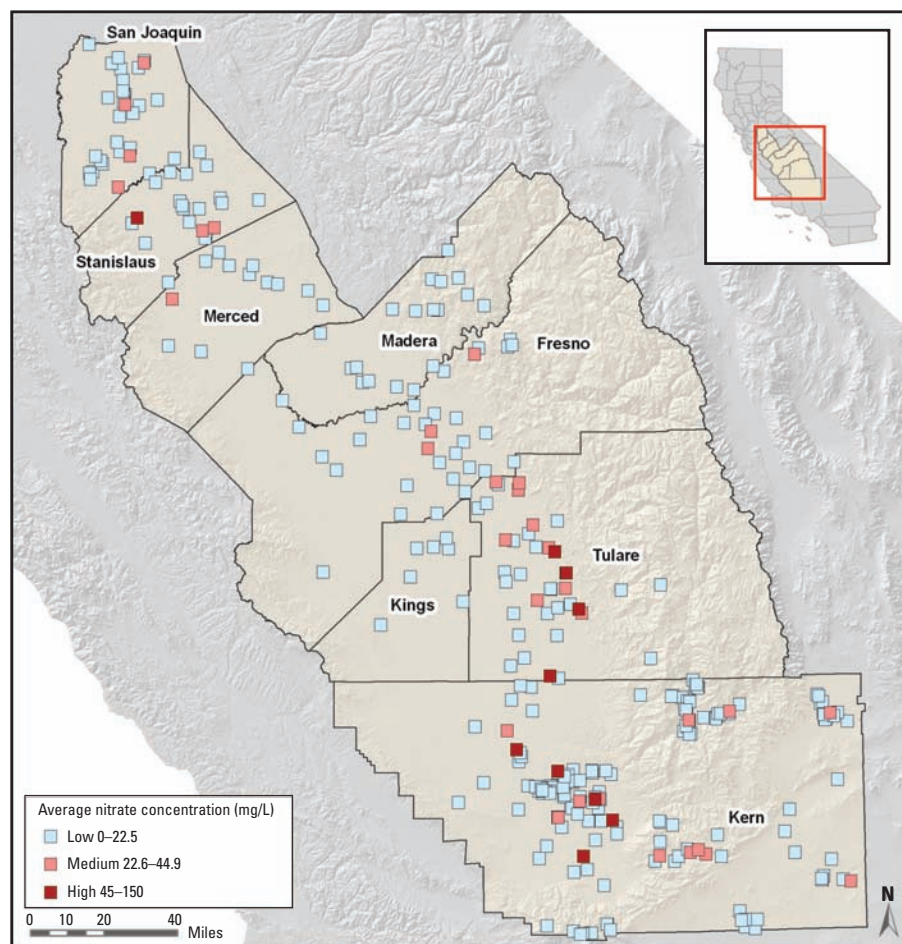 San Joaquin
Stanislaus
Merced
Madera
Fresno
Tulare
Kings
Kern
Average nitrate concentration (mg/L)
Low 0–22.5
Medium 22.6–44.9
High 45–150
0 10 20 40
Miles
N